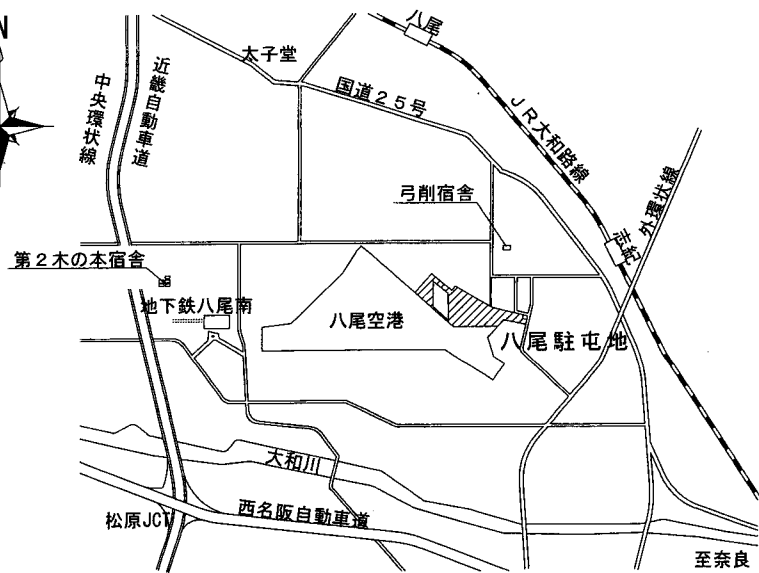 N
八尾
太子堂
国道25号
近畿自動車道
中央環状線
JR大和路線
外環状線
弓削宿舎
志紀
第2木の本宿舎
地下鉄八尾南
八尾空港
八尾駐屯地
大和川
西名阪自動車道
松原JCT
至奈良